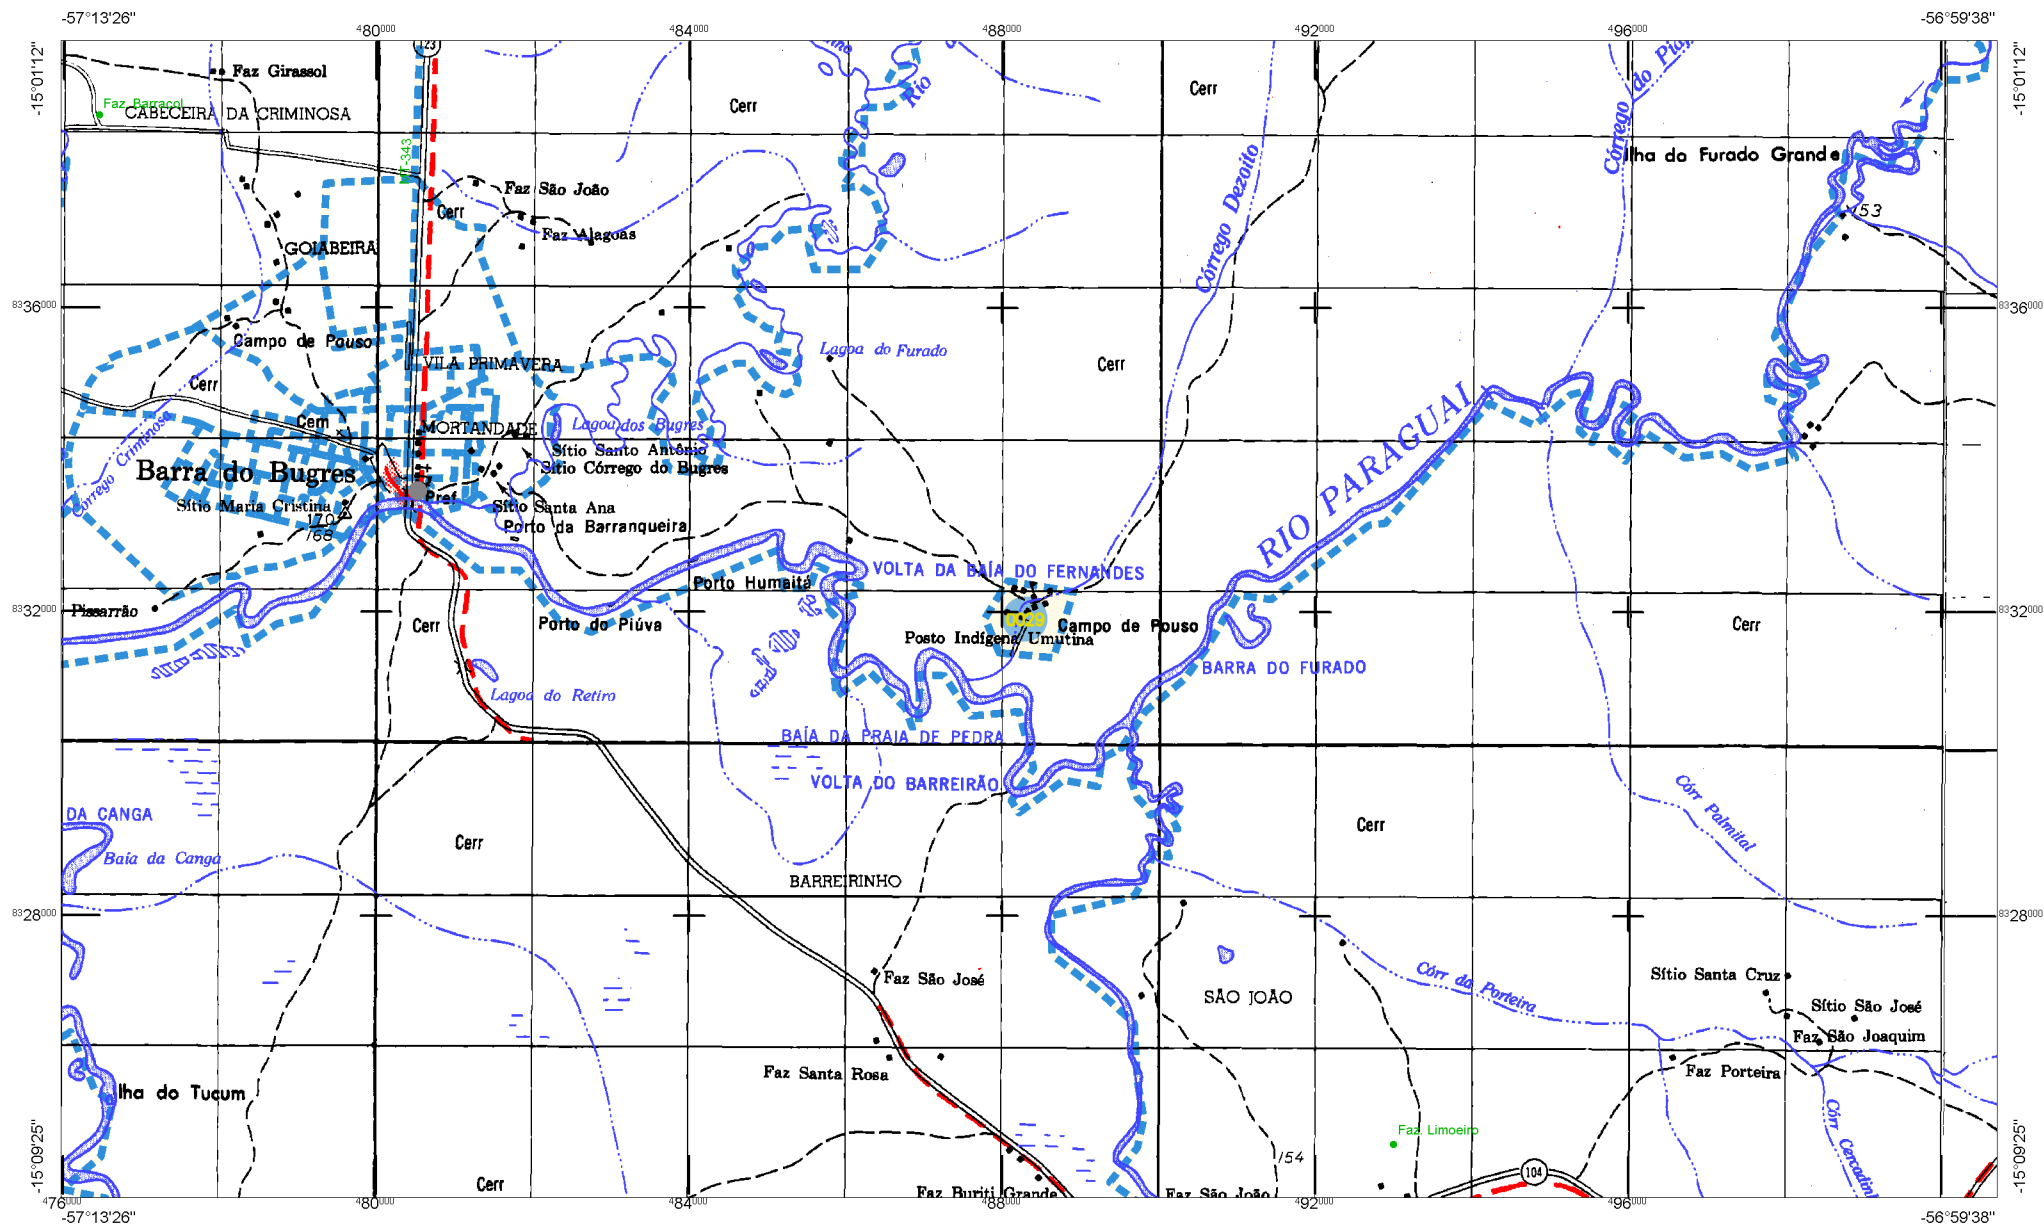 -57°13'26"
-56°59'38"
480000
484000
488000
492000
496000
-15°01'12"
-15°01'12"
123
Faz Girassol
Faz. Barracol
CABECEIRA DA CRIMINOSA
Cerr
Cerr
Rio
Córrego do
Ilha do Furado Grande
Faz São João
Cerr
153
Faz Alagoas
GOIABEIRA
Córrego Dezoito
8336000
8336000
Campo de Pouso
VILA PRIMAVERA
Lagoa do Furado
Cerr
Cerr
Cem
MORTANDADE
Lagoa dos Bugres
RIO PARAGUAI
Córrego Criminosa
Sítio Santo Antônio
Barra do Bugres
Sítio Córrego do Bugres
Pref
Sítio Maria Cristina
Sítio Santa Ana
170
168
Porto da Barranqueira
VOLTA DA BAÍA DO FERNANDES
Porto Humaitá
8332000
8332000
Pissarrão
Cerr
Porto do Piúva
0029
Campo de Pouso
Cerr
Posto Indígena Umutina
BARRA DO FURADO
Lagoa do Retiro
BAÍA DA PRAIA DE PEDRA
VOLTA DO BARREIRÃO
DA CANGA
Córr Palmital
Cerr
Cerr
Baía da Canga
BARREIRINHO
8328000
8328000
Faz São José
Córr da Porteira
Sítio Santa Cruz
SÃO JOÃO
Sítio São José
Faz São Joaquim
Faz Santa Rosa
Faz Porteira
Ilha do Tucum
Faz. Limoeiro
Córr Cercadinh
154
104
Cerr
Faz Buriti Grande
Faz São João
-15°09'25"
-15°09'25"
476000
480000
484000
488000
492000
496000
-57°13'26"
-56°59'38"